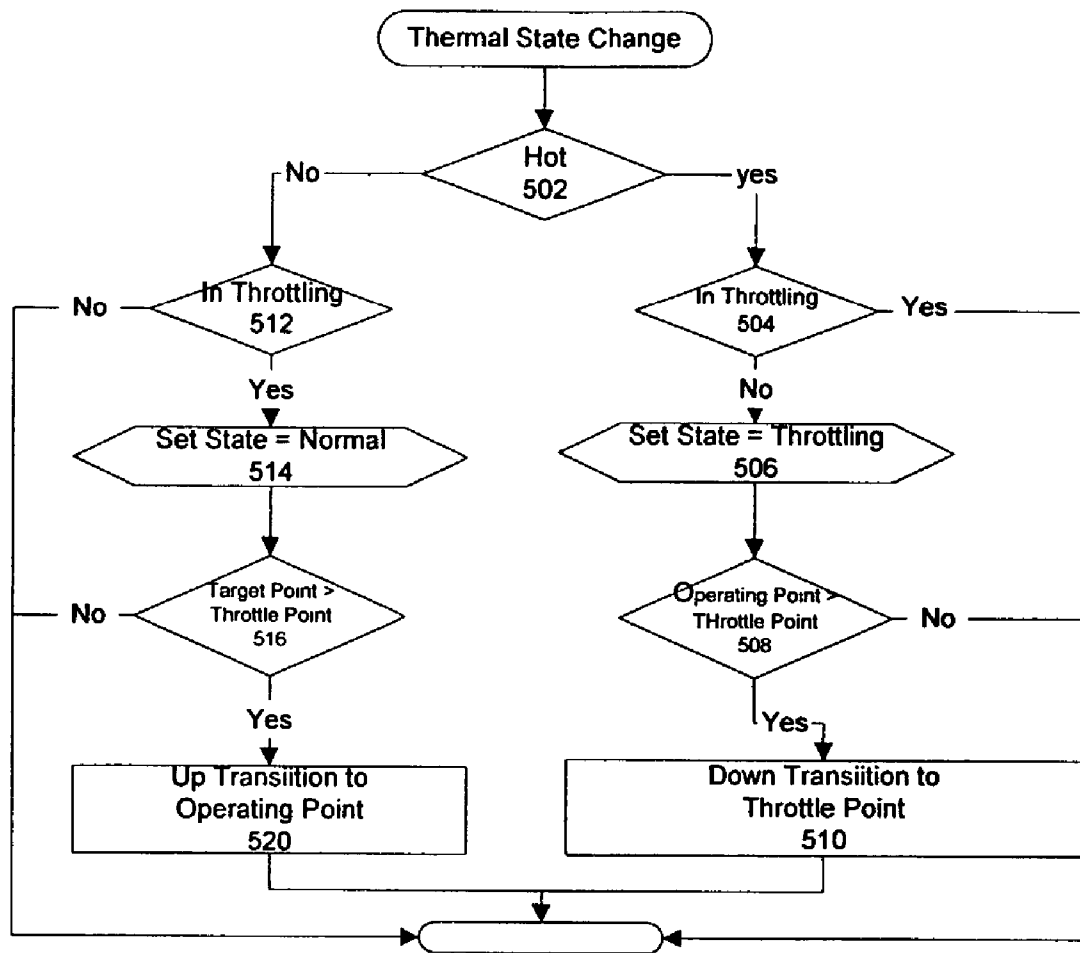 Thermal State Change
Hot
502
No
yes
In Throttling
512
No
In Throttling
504
Yes
Yes
No
Set State = Normal
514
Set State = Throttling
506
Target Point >
Throttle Point
516
No
Operating Point >
THrottle Point
508
No
Yes
Yes
Up Transiition to
Operating Point
520
Down Transiition to
Throttle Point
510